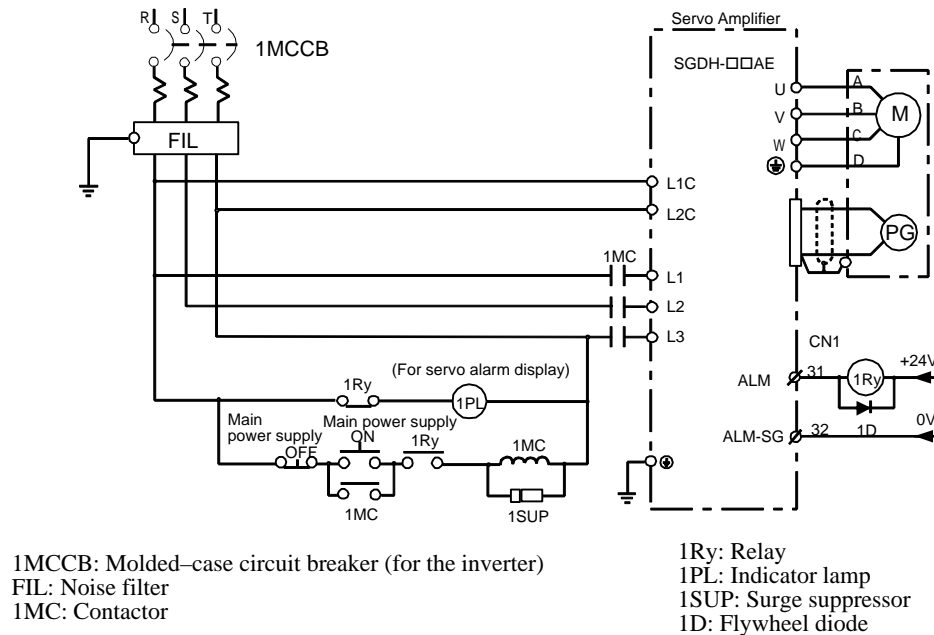 R S T
1MCCB
FIL
Servo Amplifier
SGDH-□□AE
U
V
W
A
B
C
D
M
PG
L1C
L2C
1MC
L1
L2
L3
CN1
(For servo alarm display)
1Ry
1PL
ALM
31
1Ry
+24V
1D
ALM-SG
32
0V
Main
power supply
OFF
Main power supply
ON
1Ry
1MC
1MC
1SUP
1MCCB: Molded–case circuit breaker (for the inverter)
FIL: Noise filter
1MC: Contactor
1Ry: Relay
1PL: Indicator lamp
1SUP: Surge suppressor
1D: Flywheel diode